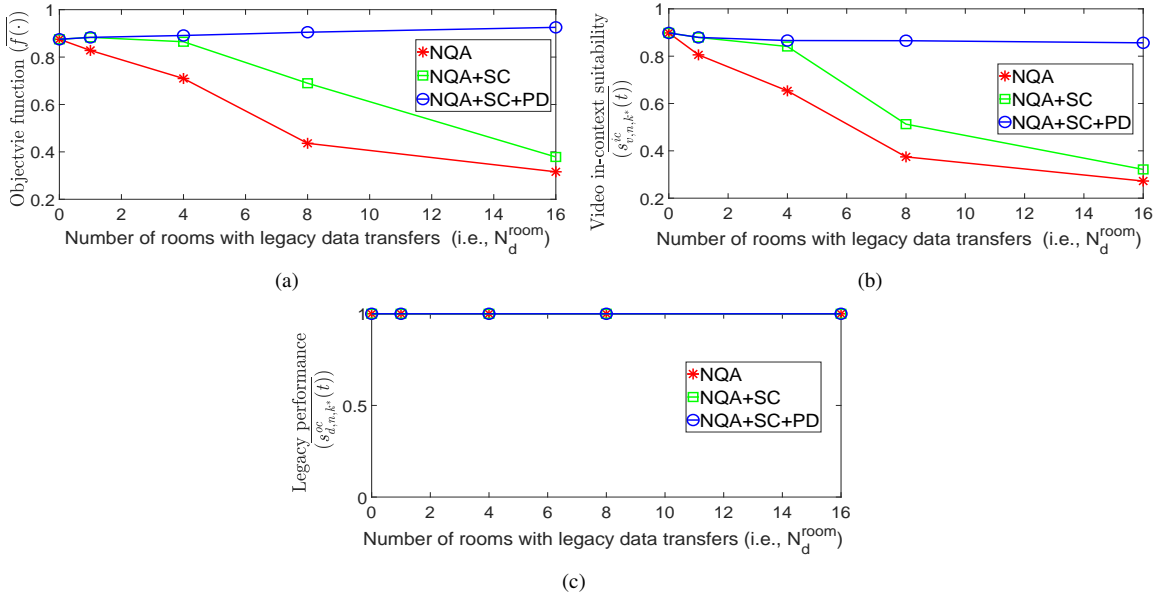 Objectvie function
(f(·))
1
0.8
0.6
0.4
0.2
0 2 4 6 8 10 12 14 16
NQA
NQA+SC
NQA+SC+PD
Number of rooms with legacy data transfers (i.e., N_d^room)
(a)
Video in-context suitability
(s^{ic}_{v,n,k*}(t))
1
0.8
0.6
0.4
0.2
0 2 4 6 8 10 12 14 16
NQA
NQA+SC
NQA+SC+PD
Number of rooms with legacy data transfers (i.e., N_d^room)
(b)
Legacy performance
(s^{oc}_{d,n,k*}(t))
1
0.5
0
0 2 4 6 8 10 12 14 16
NQA
NQA+SC
NQA+SC+PD
Number of rooms with legacy data transfers (i.e., N_d^room)
(c)